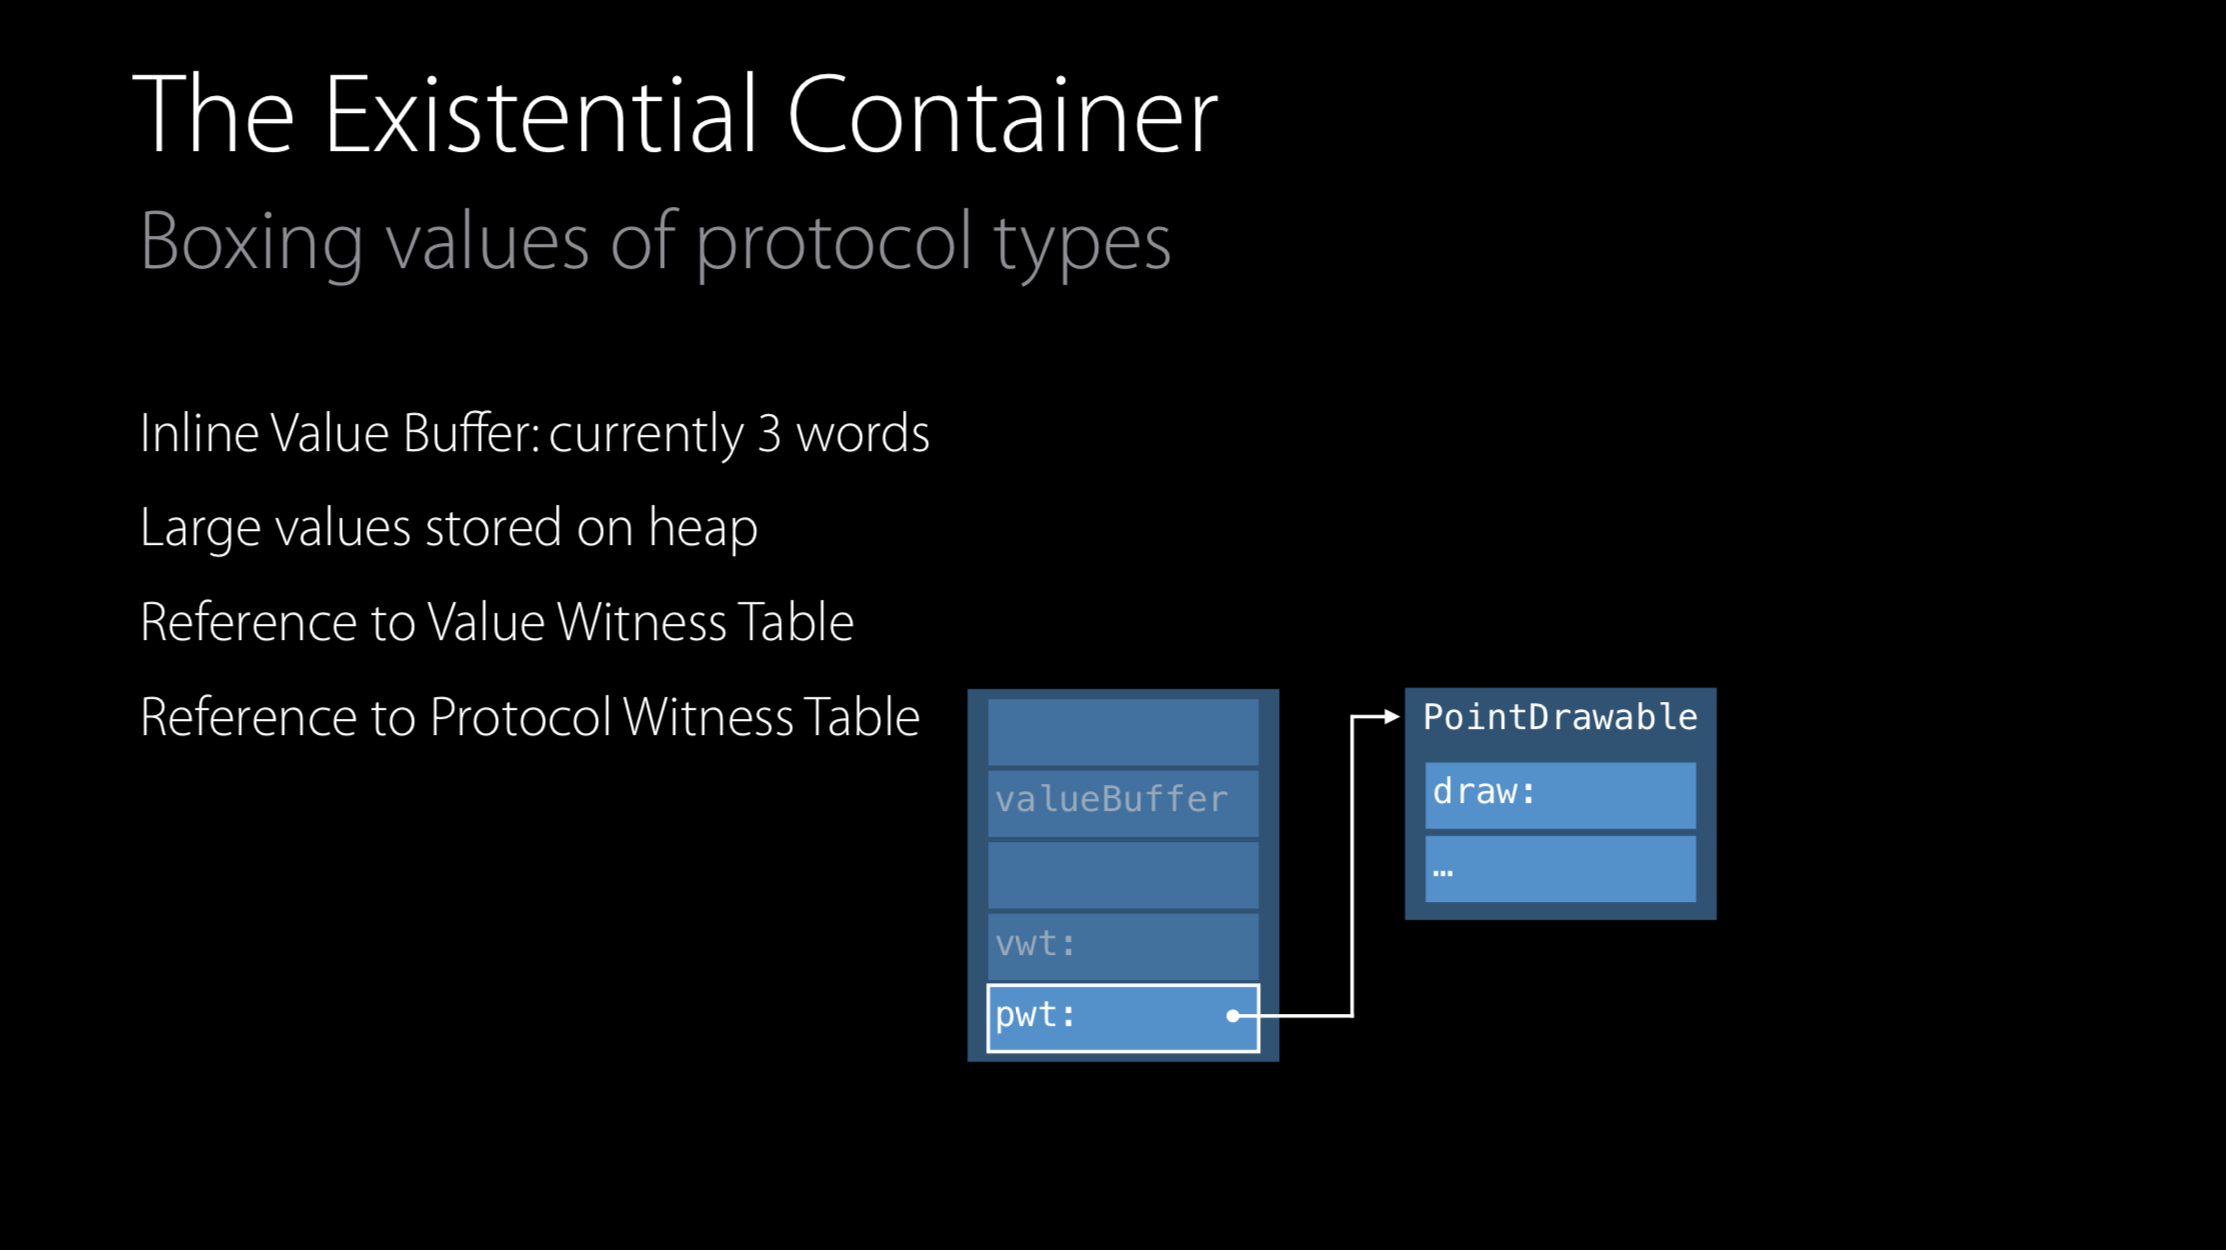 The Existential Container
Boxing values of protocol types
Inline Value Buffer: currently 3 words
Large values stored on heap
Reference to Value Witness Table
Reference to Protocol Witness Table
valueBuffer
vwt:
pwt:
PointDrawable
draw:
…